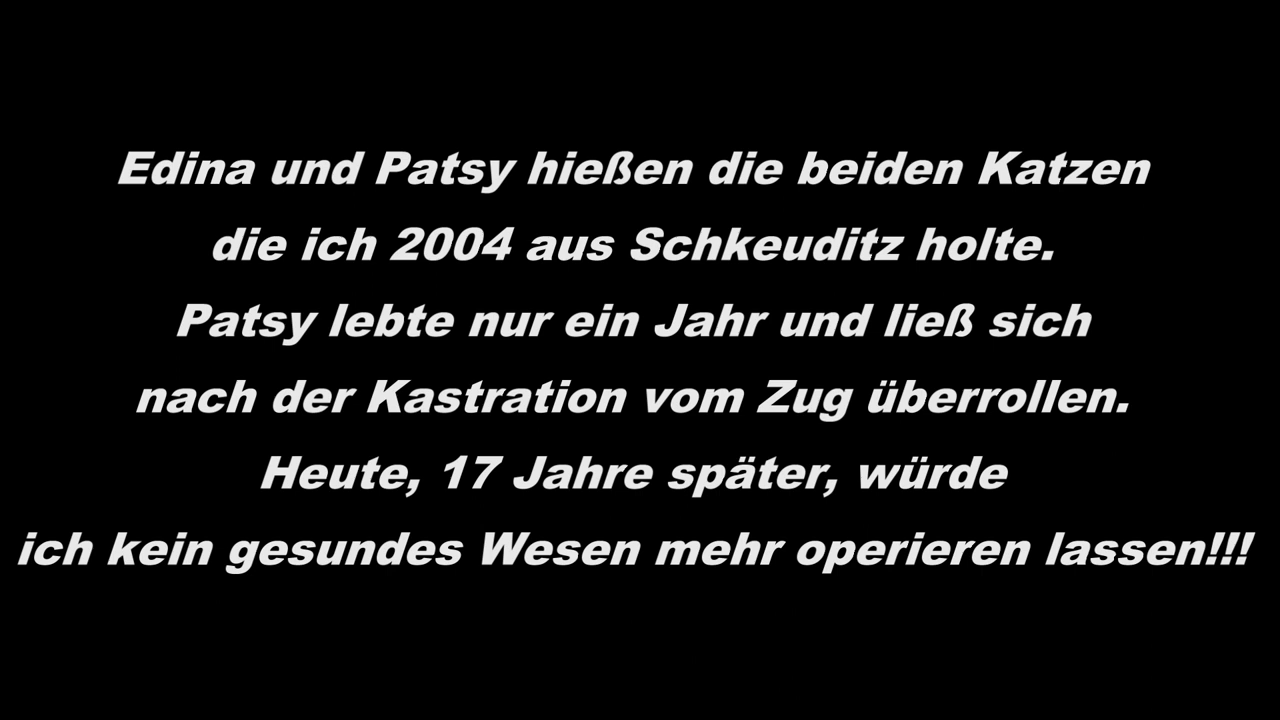 Edina und Patsy hießen die beiden Katzen
die ich 2004 aus Schkeuditz holte.
Patsy lebte nur ein Jahr und ließ sich
nach der Kastration vom Zug überrollen.
Heute, 17 Jahre später, würde
ich kein gesundes Wesen mehr operieren lassen!!!